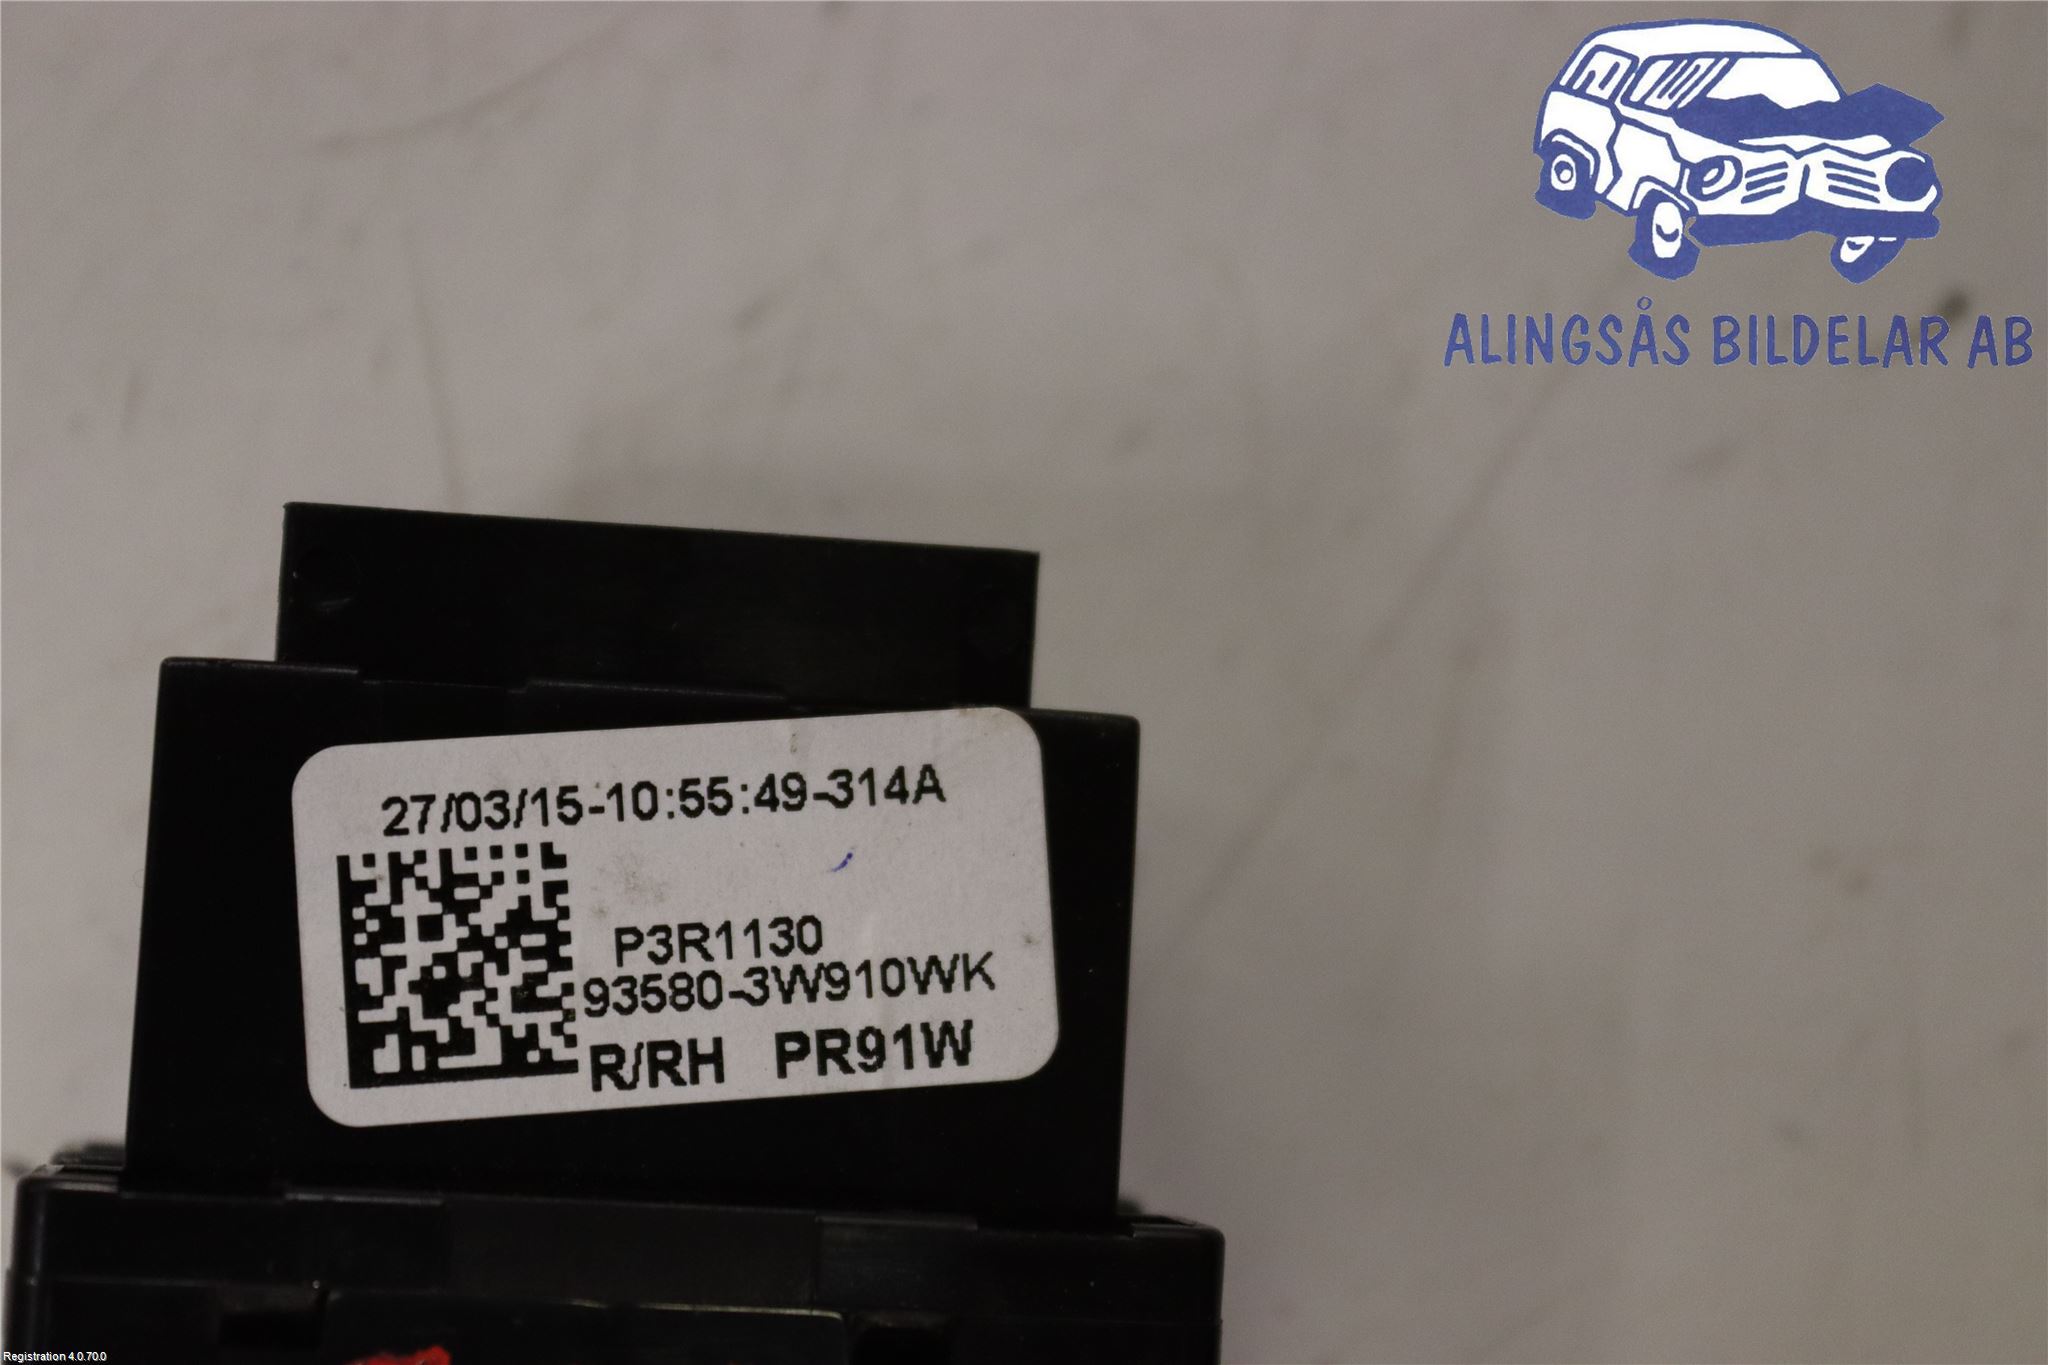 ALINGSÅS BILDELAR AB
27/03/15-10:55:49-314A
P3R1130
93580-3W910WK
R/RH PR91W
Registration 4.0.70.0